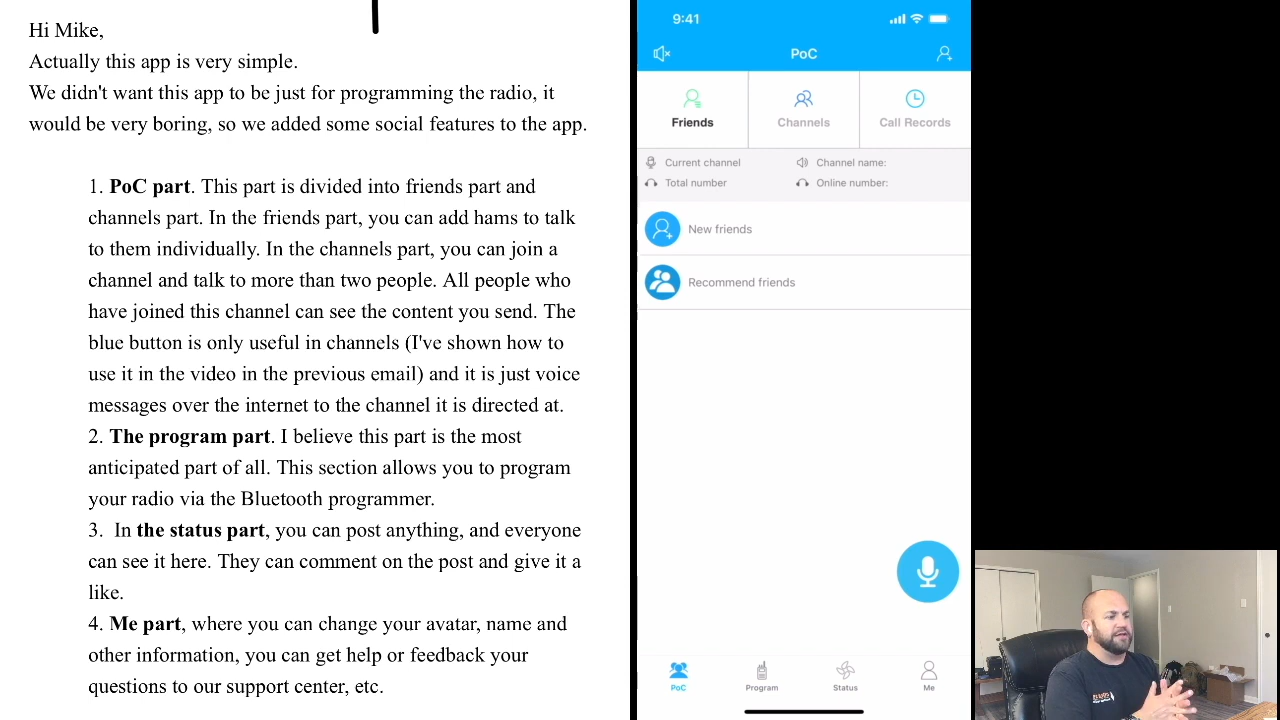 Hi Mike,
Actually this app is very simple.
We didn't want this app to be just for programming the radio, it
would be very boring, so we added some social features to the app.
1. PoC part. This part is divided into friends part and
channels part. In the friends part, you can add hams to talk
to them individually. In the channels part, you can join a
channel and talk to more than two people. All people who
have joined this channel can see the content you send. The
blue button is only useful in channels (I've shown how to
use it in the video in the previous email) and it is just voice
messages over the internet to the channel it is directed at.
2. The program part. I believe this part is the most
anticipated part of all. This section allows you to program
your radio via the Bluetooth programmer.
3. In the status part, you can post anything, and everyone
can see it here. They can comment on the post and give it a
like.
4. Me part, where you can change your avatar, name and
other information, you can get help or feedback your
questions to our support center, etc.
9:41
PoC
Friends
Channels
Call Records
Current channel
Channel name:
Total number
Online number:
New friends
Recommend friends
PoC
Program
Status
Me